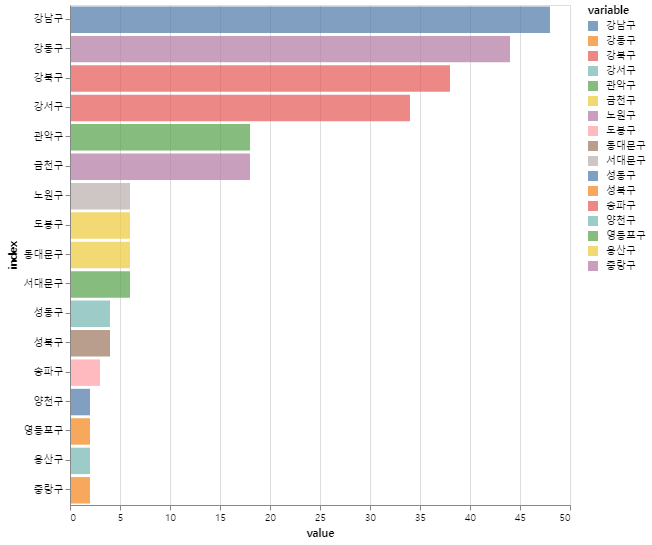 강남구
강동구
강북구
강서구
관악구
금천구
노원구
도봉구
동대문구
서대문구
성동구
성북구
송파구
양천구
영등포구
용산구
중랑구
index
0 5 10 15 20 25 30 35 40 45 50
value
variable
강남구
강동구
강북구
강서구
관악구
금천구
노원구
도봉구
동대문구
서대문구
성동구
성북구
송파구
양천구
영등포구
용산구
중랑구